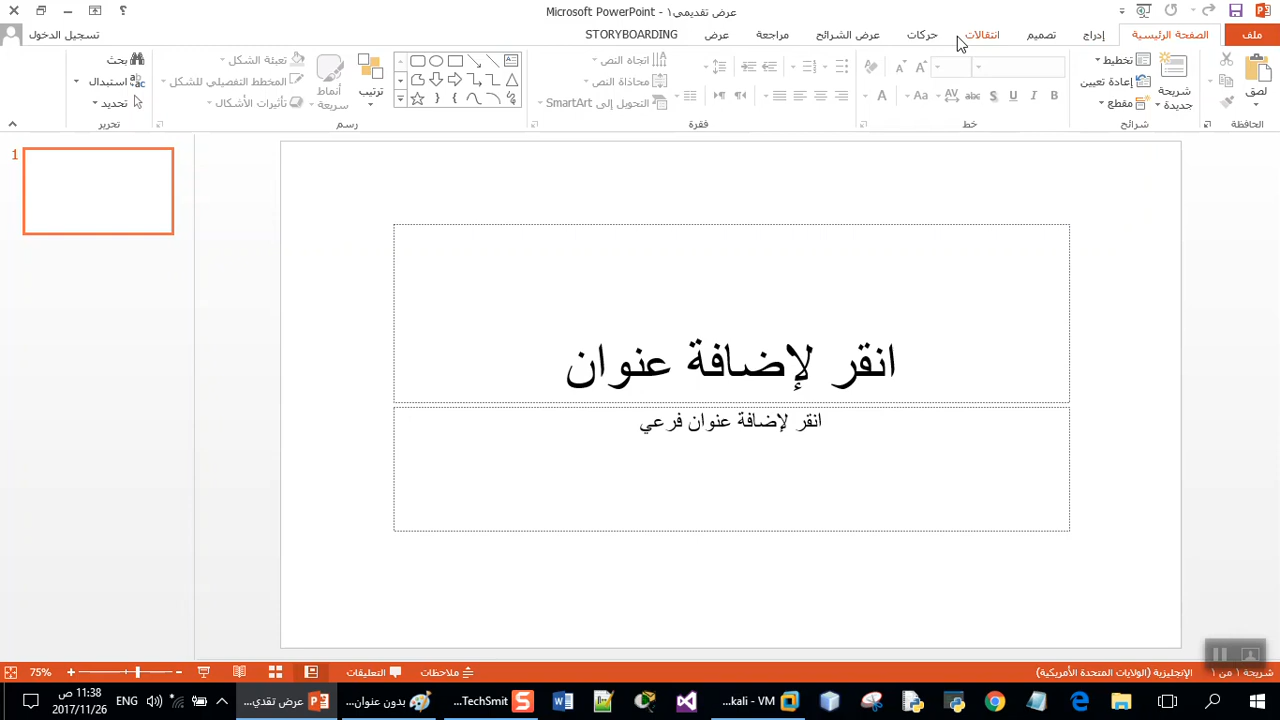 عرض تقديمي١ - Microsoft PowerPoint
ملف
الصفحة الرئيسية
إدراج
تصميم
انتقالات
حركات
عرض الشرائح
مراجعة
عرض
STORYBOARDING
تسجيل الدخول
لصق
الحافظة
شريحة جديدة
تخطيط
إعادة تعيين
مقطع
شرائح
B I U S abc AV Aa A
خط
اتجاه النص
محاذاة النص
التحويل إلى SmartArt
فقرة
ترتيب
أنماط سريعة
تعبئة الشكل
المخطط التفصيلي للشكل
تأثيرات الأشكال
رسم
بحث
استبدال
تحديد
تحرير
1
انقر لإضافة عنوان
انقر لإضافة عنوان فرعي
شريحة ١ من ١
الإنجليزية (الولايات المتحدة الأمريكية)
ملاحظات
التعليقات
75%
kali - VM...
TechSmit...
بدون عنوان...
عرض تقدي...
ENG
11:38 ص
2017/11/26